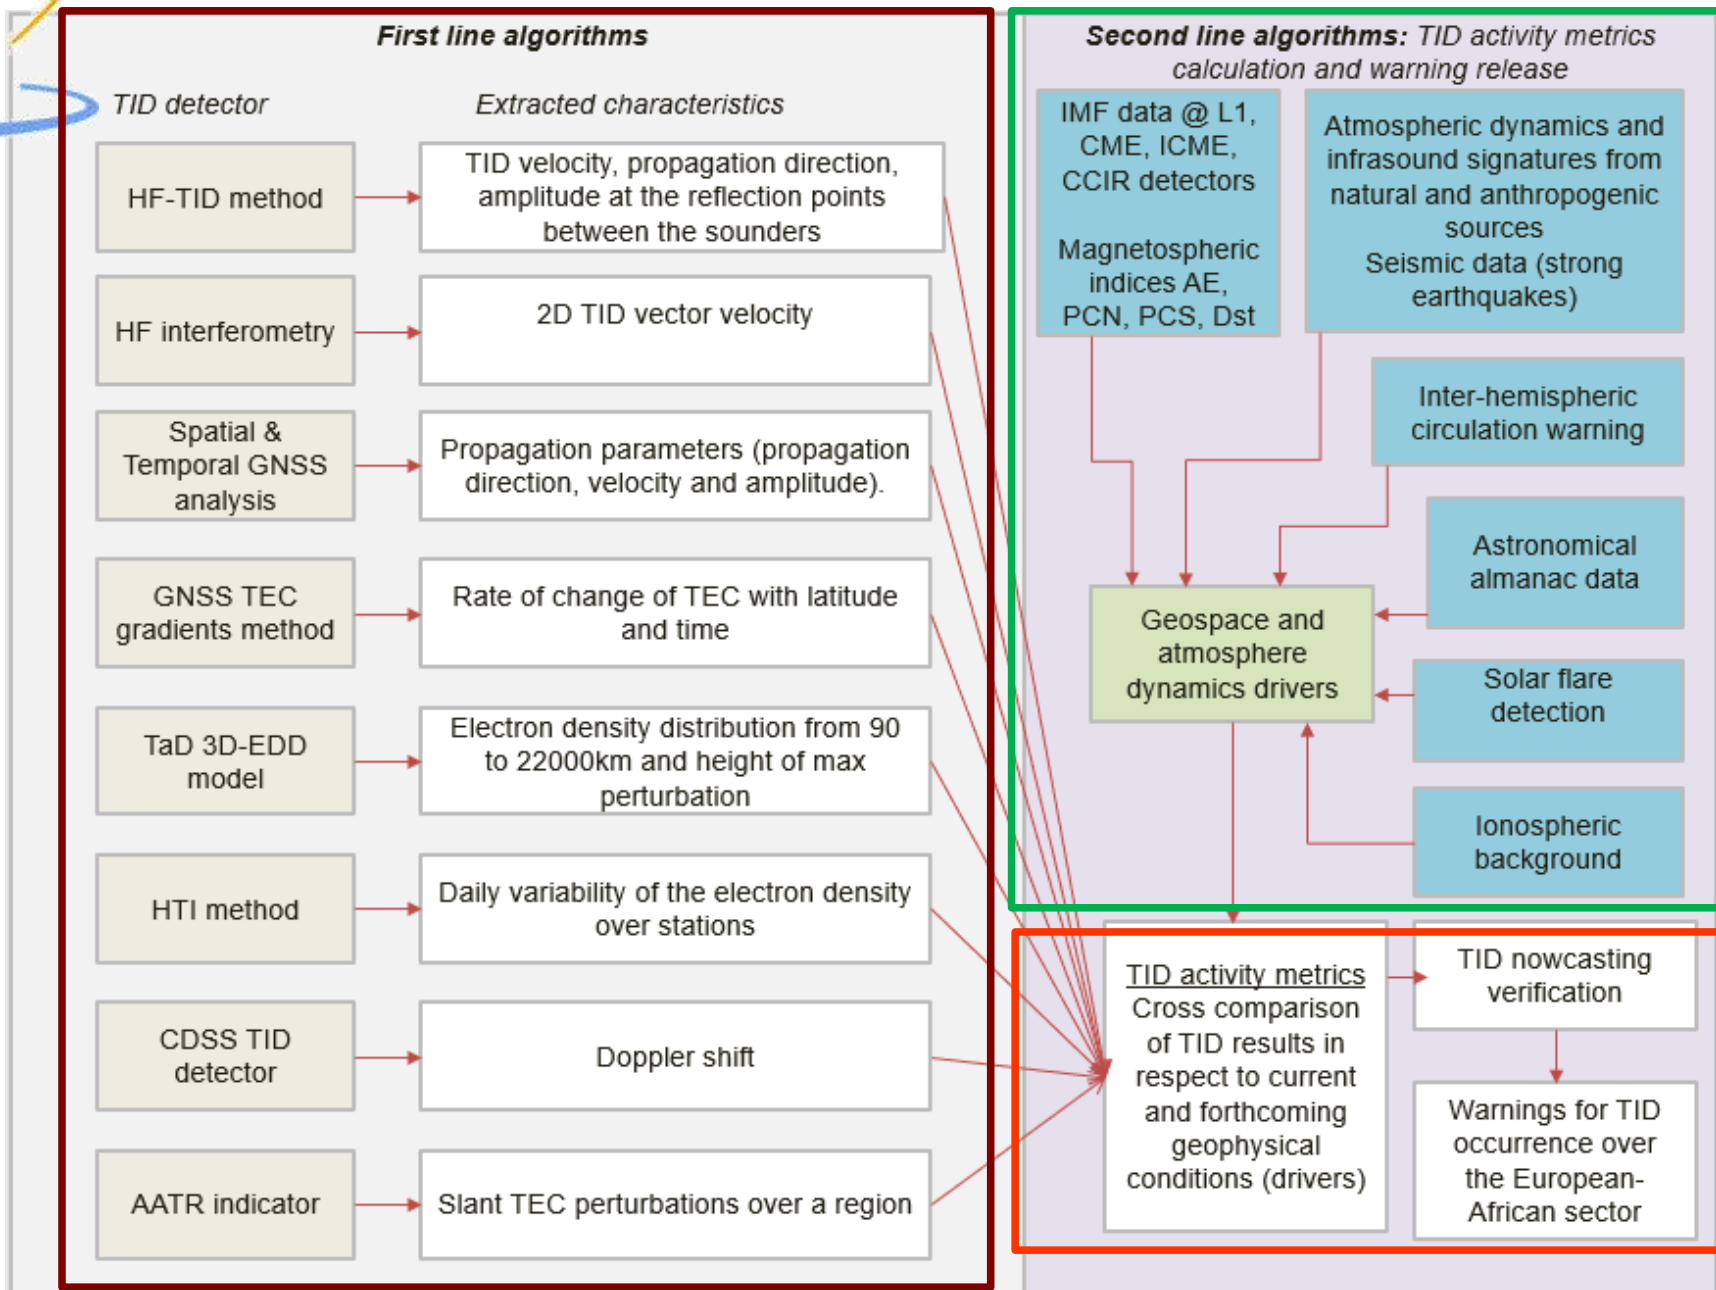 First line algorithms
TID detector
Extracted characteristics
HF-TID method
TID velocity, propagation direction,
amplitude at the reflection points
between the sounders
HF interferometry
2D TID vector velocity
Spatial &
Temporal GNSS
analysis
Propagation parameters (propagation
direction, velocity and amplitude).
GNSS TEC
gradients method
Rate of change of TEC with latitude
and time
TaD 3D-EDD
model
Electron density distribution from 90
to 22000km and height of max
perturbation
HTI method
Daily variability of the electron density
over stations
CDSS TID
detector
Doppler shift
AATR indicator
Slant TEC perturbations over a region
Second line algorithms: TID activity metrics
calculation and warning release
IMF data @ L1,
CME, ICME,
CCIR detectors
Magnetospheric
indices AE,
PCN, PCS, Dst
Atmospheric dynamics and
infrasound signatures from
natural and anthropogenic
sources
Seismic data (strong
earthquakes)
Inter-hemispheric
circulation warning
Astronomical
almanac data
Geospace and
atmosphere
dynamics drivers
Solar flare
detection
Ionospheric
background
TID activity metrics
Cross comparison
of TID results in
respect to current
and forthcoming
geophysical
conditions (drivers)
TID nowcasting
verification
Warnings for TID
occurrence over
the European-
African sector